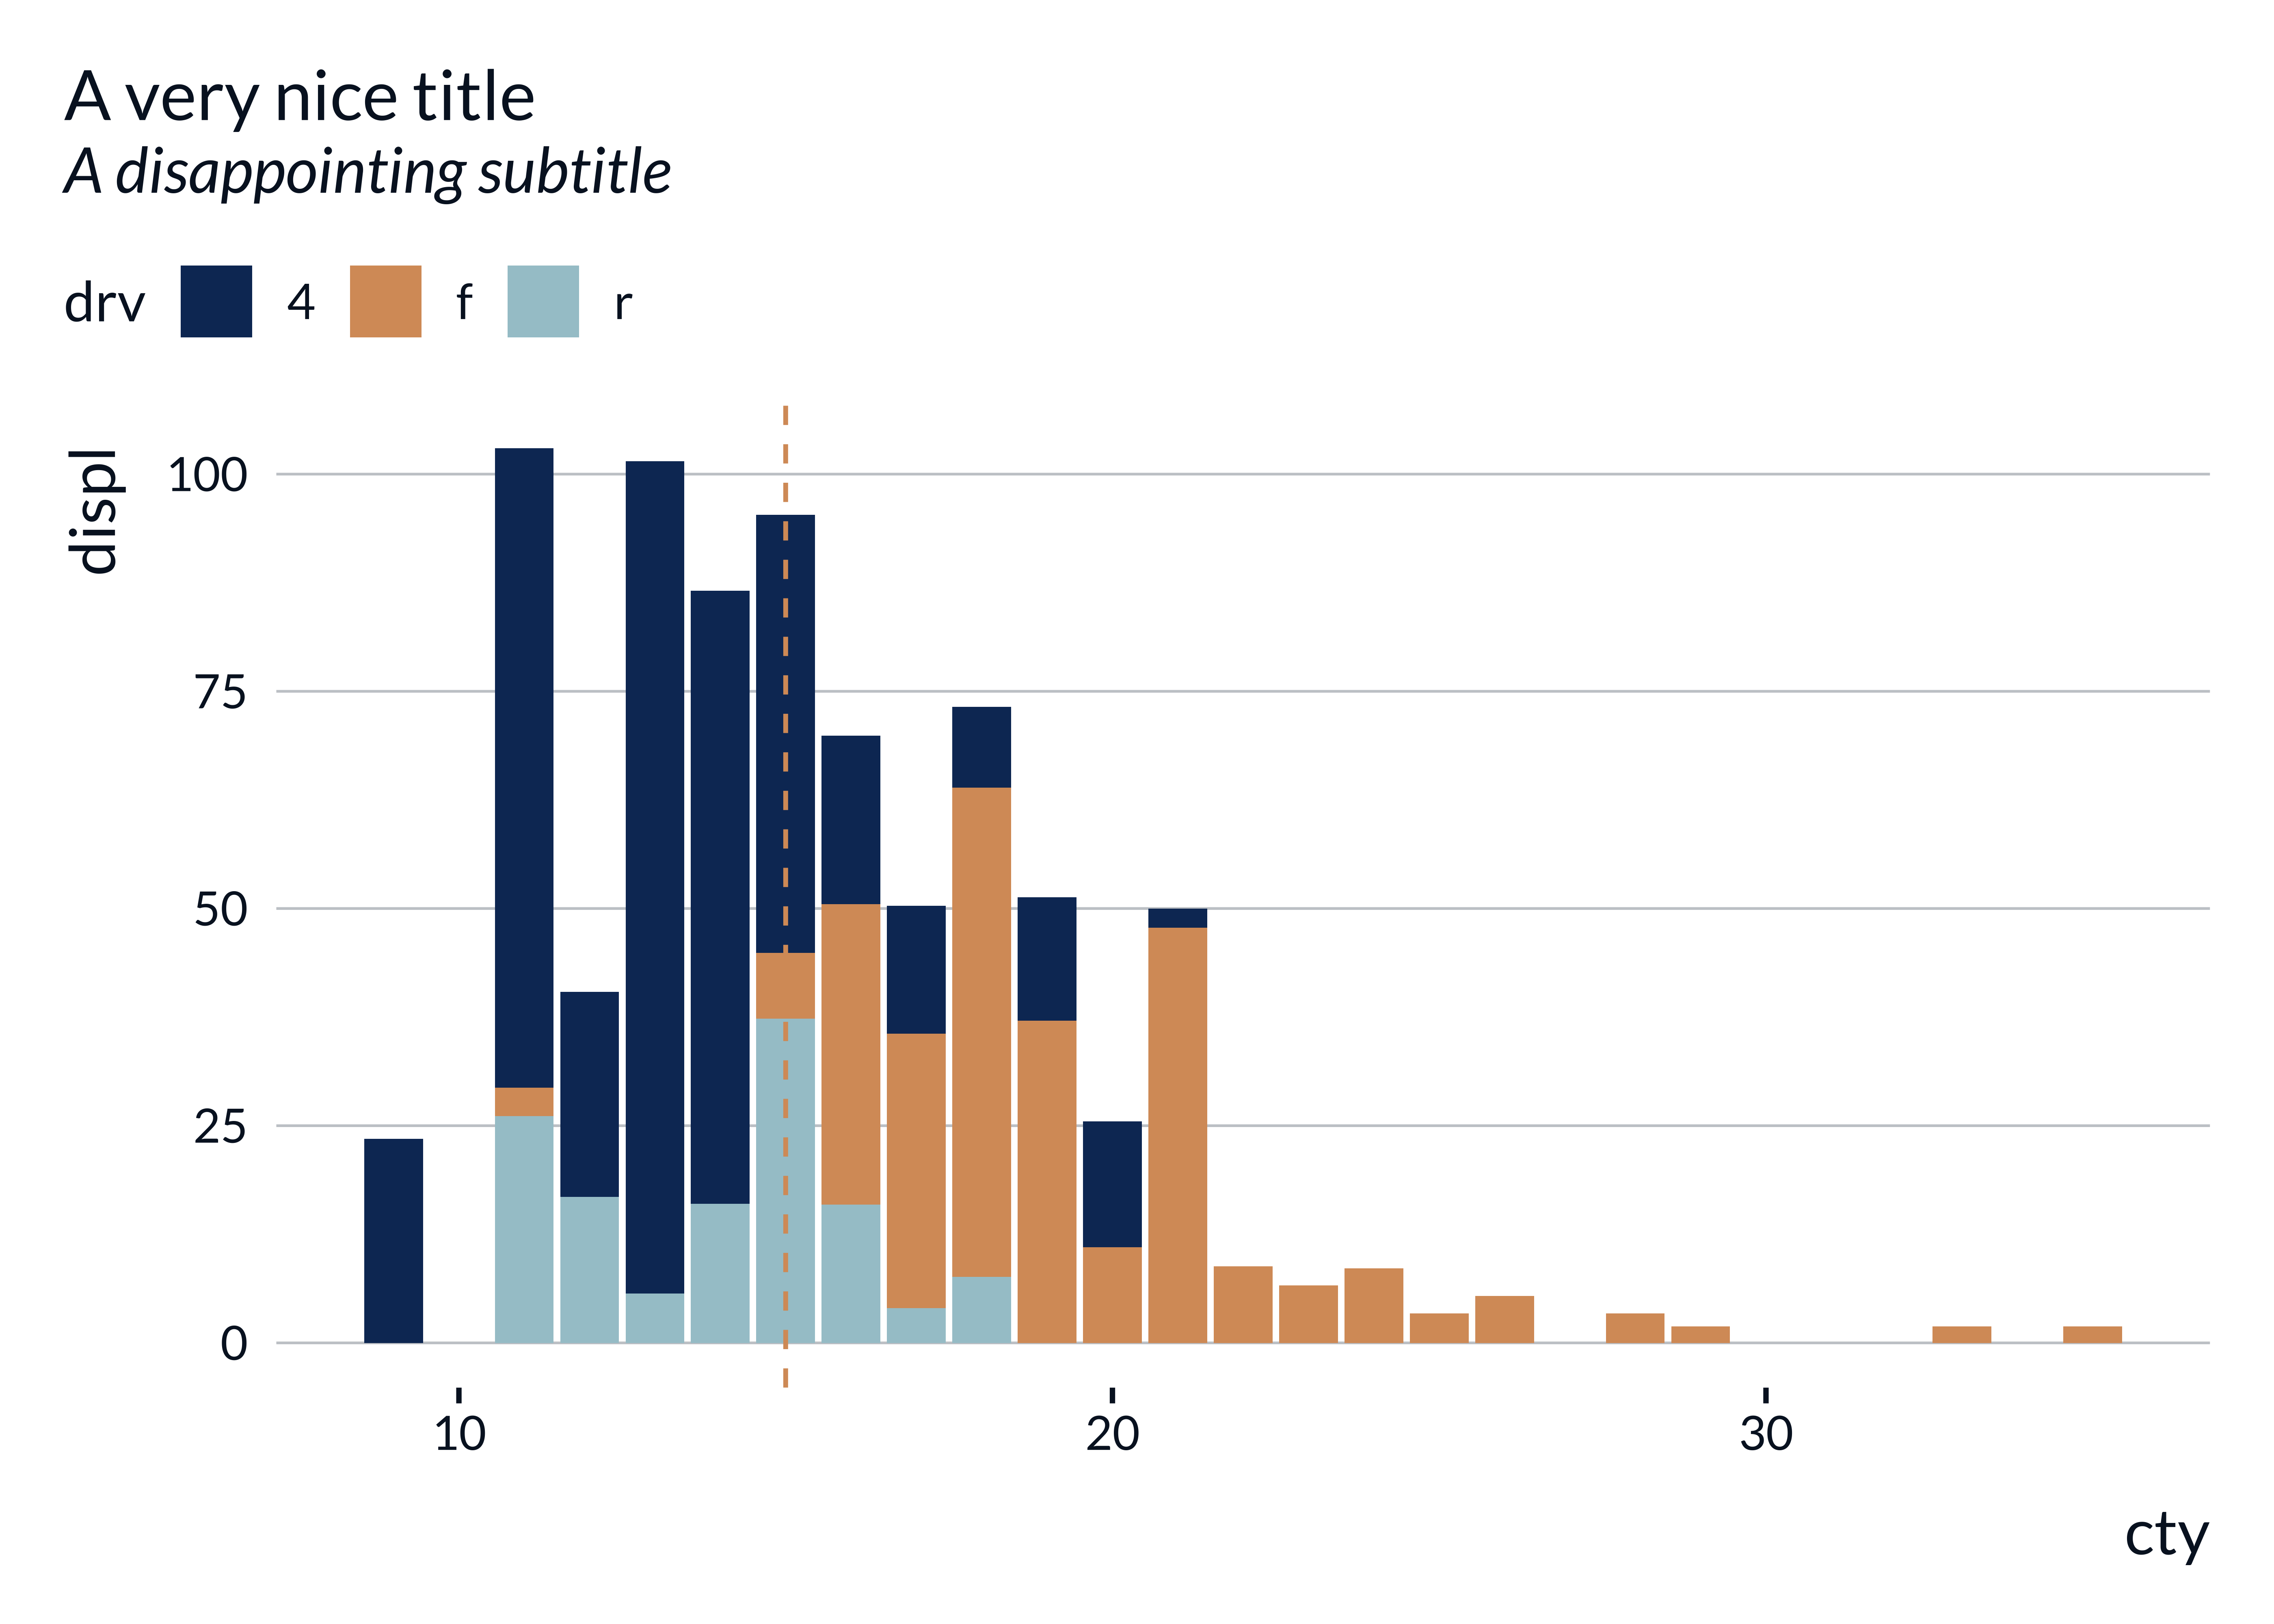 A very nice title
A disappointing subtitle
drv 4 f r
displ
100
75
50
25
0
10 20 30
cty